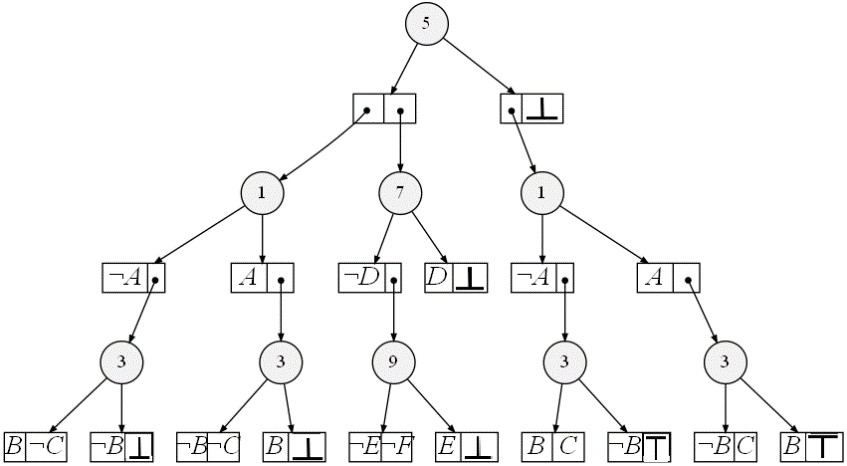 5
⊥
1 7 1
¬A A ¬D D ⊥ ¬A A
3 3 9 3 3
B ¬C ¬B ⊥ ¬B ¬C B ⊥ ¬E ¬F E ⊥ B C ¬B ⊤ ¬B C B ⊤